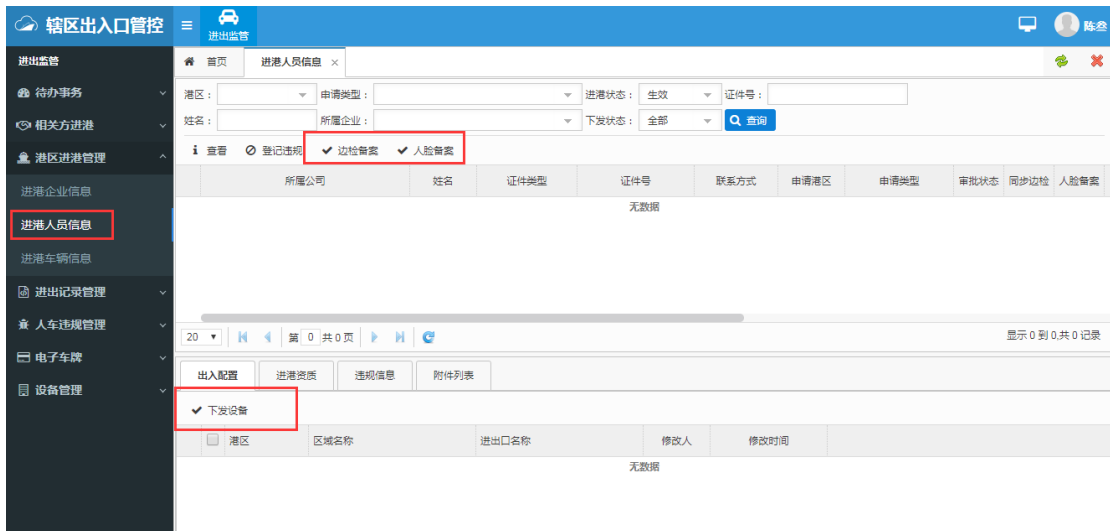 辖区出入口管控
进出监管
陈叁
进出监管
待办事务
相关方进港
港区进港管理
进港企业信息
进港人员信息
进港车辆信息
进出记录管理
人车违规管理
电子车牌
设备管理
首页 进港人员信息 ×
港区： 申请类型： 进港状态： 生效 证件号：
姓名： 所属企业： 下发状态： 全部 查询
查看 登记违规 边检备案 人脸备案
所属公司 姓名 证件类型 证件号 联系方式 申请港区 申请类型 审批状态 同步边检 人脸备案
无数据
20 第 0 共0页 显示 0 到 0,共 0 记录
出入配置 进港资质 违规信息 附件列表
下发设备
港区 区域名称 进出口名称 修改人 修改时间
无数据